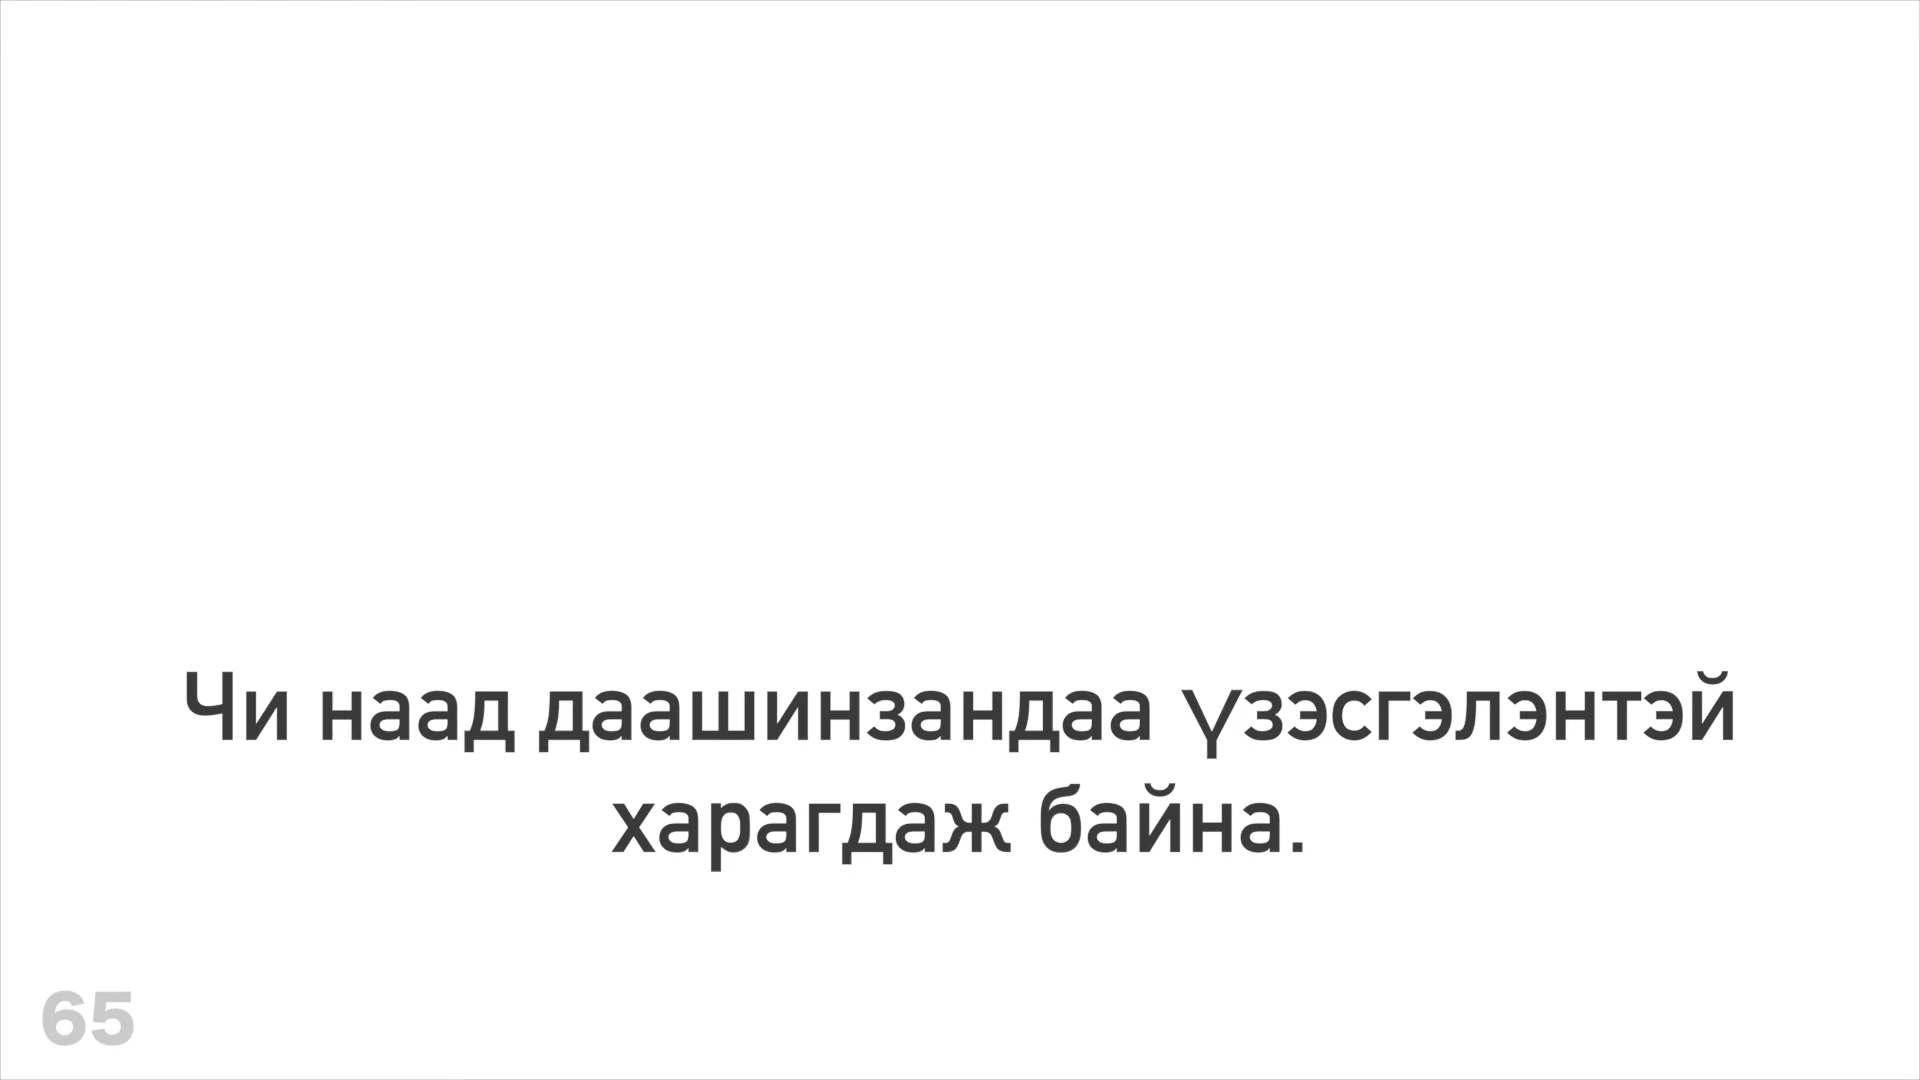 Чи наад даашинзандаа үзэсгэлэнтэй
харагдаж байна.
65